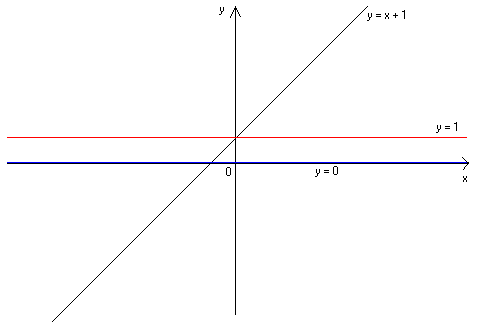 y
y = x + 1
y = 1
0
y = 0
x